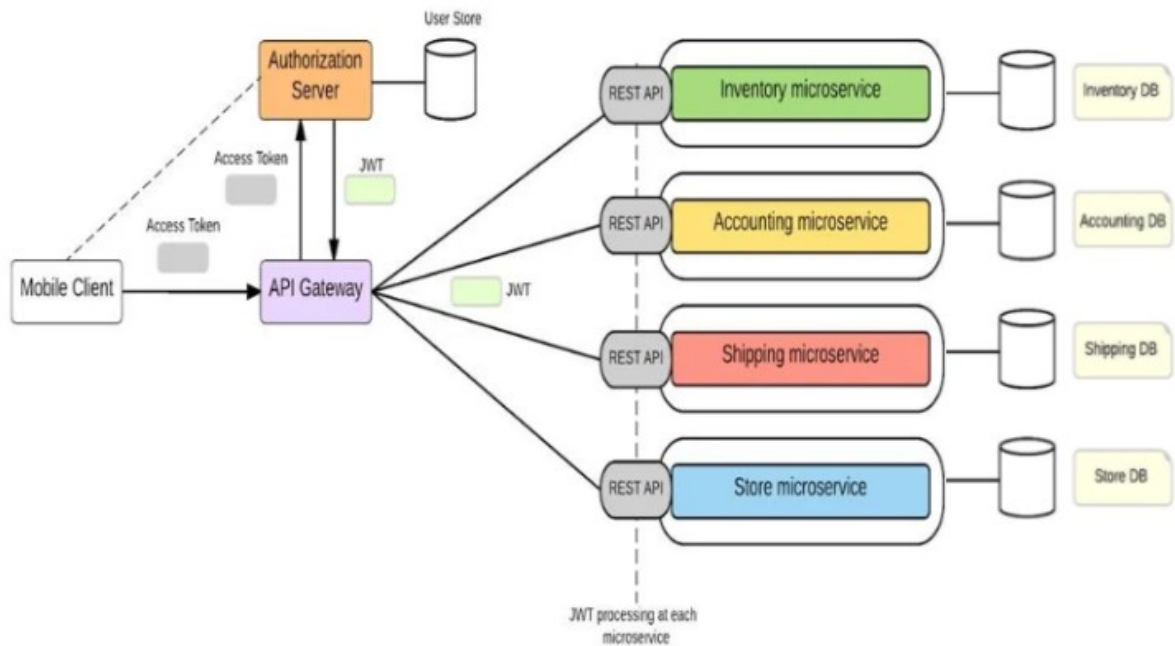 User Store
Authorization
Server
REST API
Inventory microservice
Inventory DB
Access Token
JWT
Access Token
REST API
Accounting microservice
Accounting DB
Mobile Client
API Gateway
JWT
REST API
Shipping microservice
Shipping DB
REST API
Store microservice
Store DB
JWT processing at each
microservice